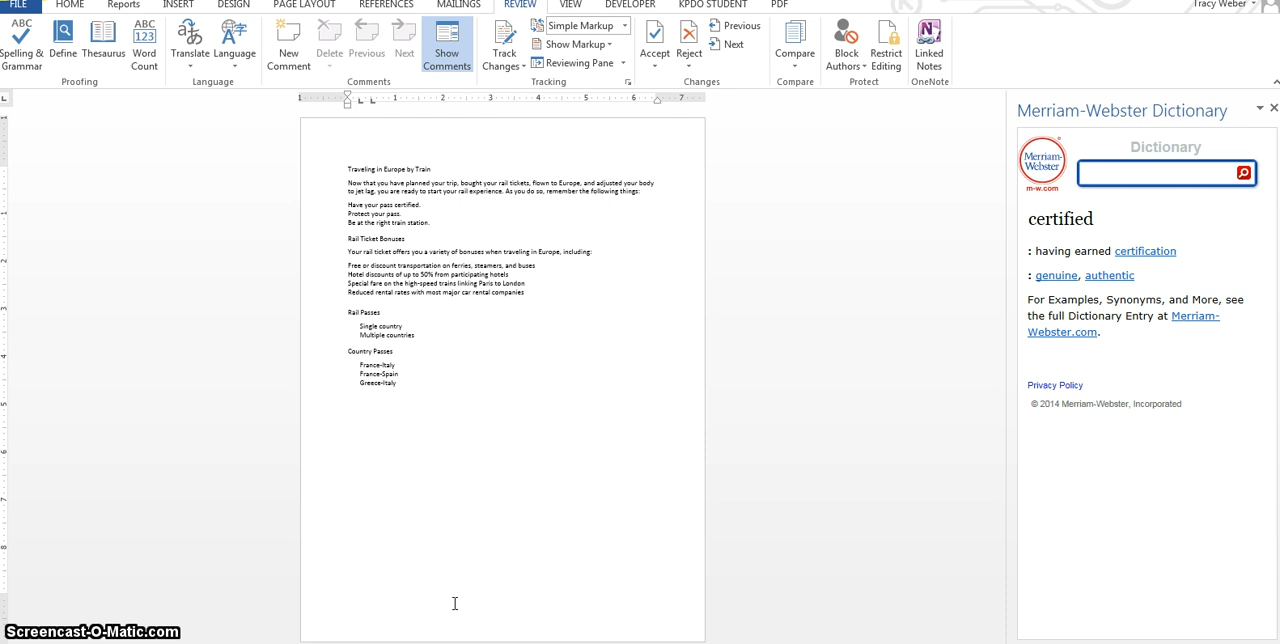 FILE HOME Reports INSERT DESIGN PAGE LAYOUT REFERENCES MAILINGS REVIEW VIEW DEVELOPER KPDO STUDENT PDF Tracy Weber
ABC
Spelling & Grammar
Define
Thesaurus
ABC 123
Word Count
Translate
Language
New Comment
Delete
Previous
Next
Show Comments
Track Changes
Simple Markup
Show Markup
Reviewing Pane
Accept
Reject
Previous
Next
Compare
Block Authors
Restrict Editing
Linked Notes
Proofing Language Comments Tracking Changes Compare Protect OneNote
1 1 2 3 4 5 6 7
Traveling in Europe by Train
Now that you have planned your trip, bought your rail tickets, flown to Europe, and adjusted your body
to jet lag, you are ready to start your rail experience. As you do so, remember the following things:
Have your pass certified.
Protect your pass.
Be at the right train station.
Rail Ticket Bonuses
Your rail ticket offers you a variety of bonuses when traveling in Europe, including:
Free or discount transportation on ferries, steamers, and buses
Hotel discounts of up to 50% from participating hotels
Special fare on the high-speed trains linking Paris to London
Reduced rental rates with most major car rental companies
Rail Passes
Single country
Multiple countries
Country Passes
France-Italy
France-Spain
Greece-Italy
Merriam-Webster Dictionary
Merriam-
Webster
m-w.com
Dictionary
certified
: having earned certification
: genuine, authentic
For Examples, Synonyms, and More, see
the full Dictionary Entry at Merriam-
Webster.com.
Privacy Policy
© 2014 Merriam-Webster, Incorporated
Screencast-O-Matic.com